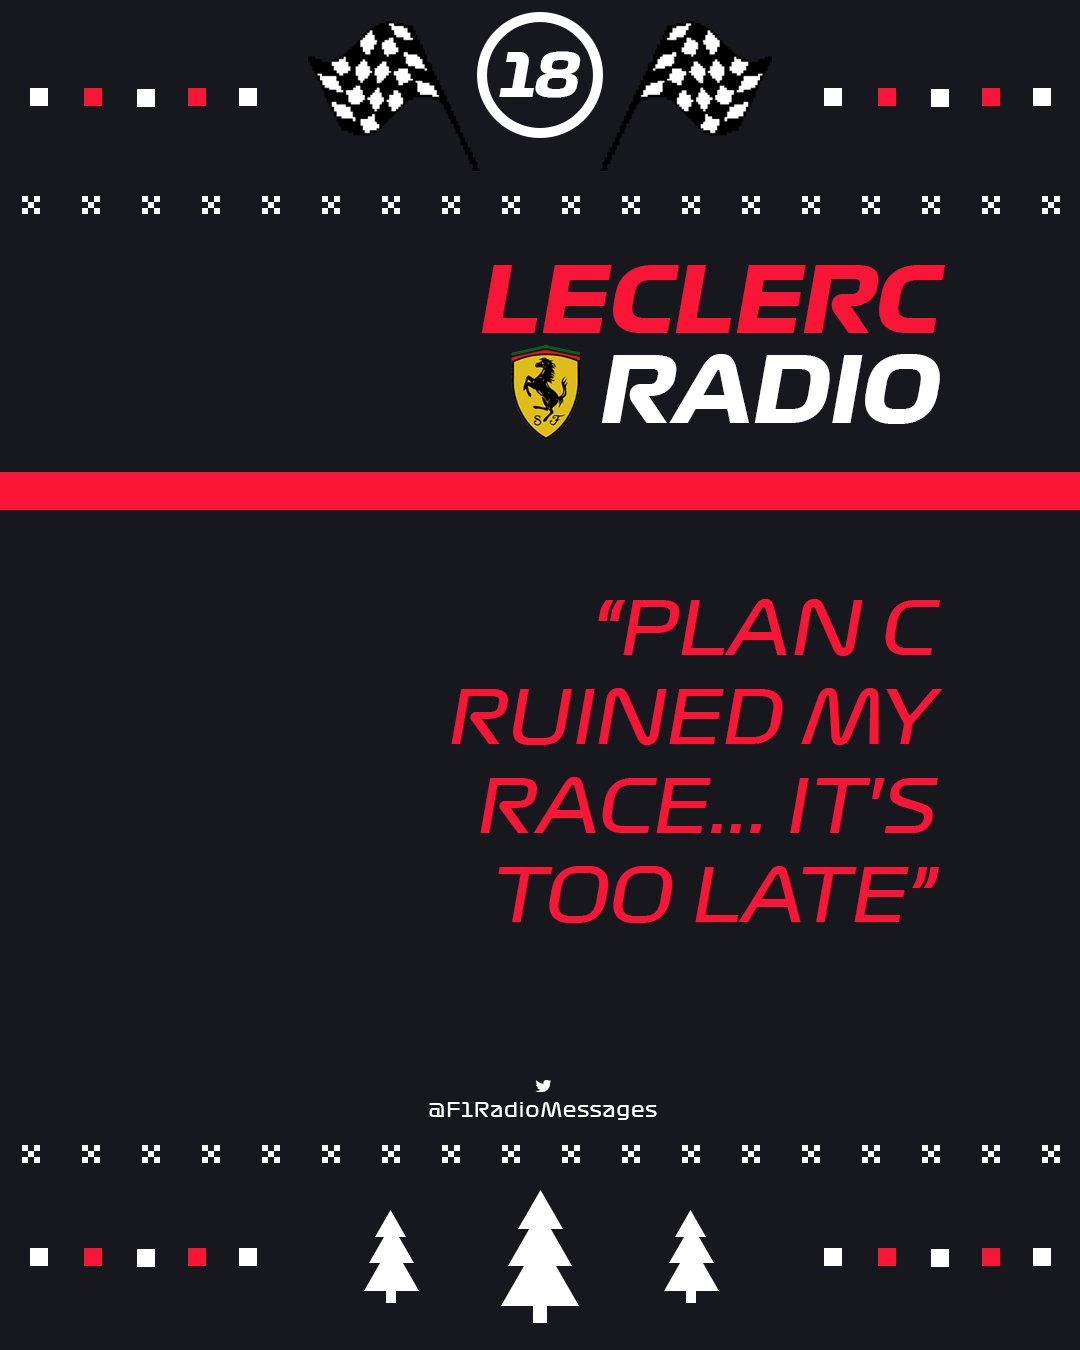 18
LECLERC
RADIO
S F
“PLAN C
RUINED MY
RACE... IT'S
TOO LATE”
@F1RadioMessages